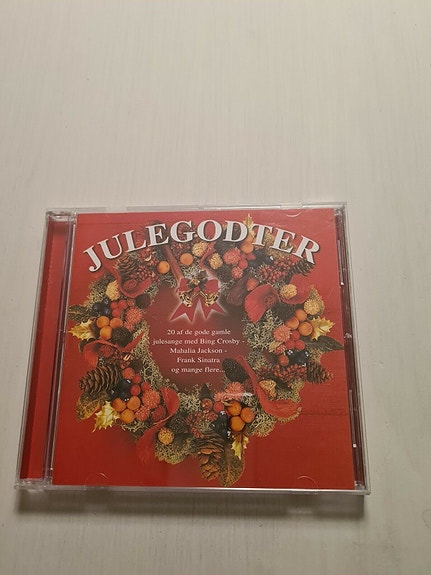 JULEGODTER
20 af de gode gamle
julesange med Bing Crosby -
Mahalia Jackson -
Frank Sinatra
og mange flere...